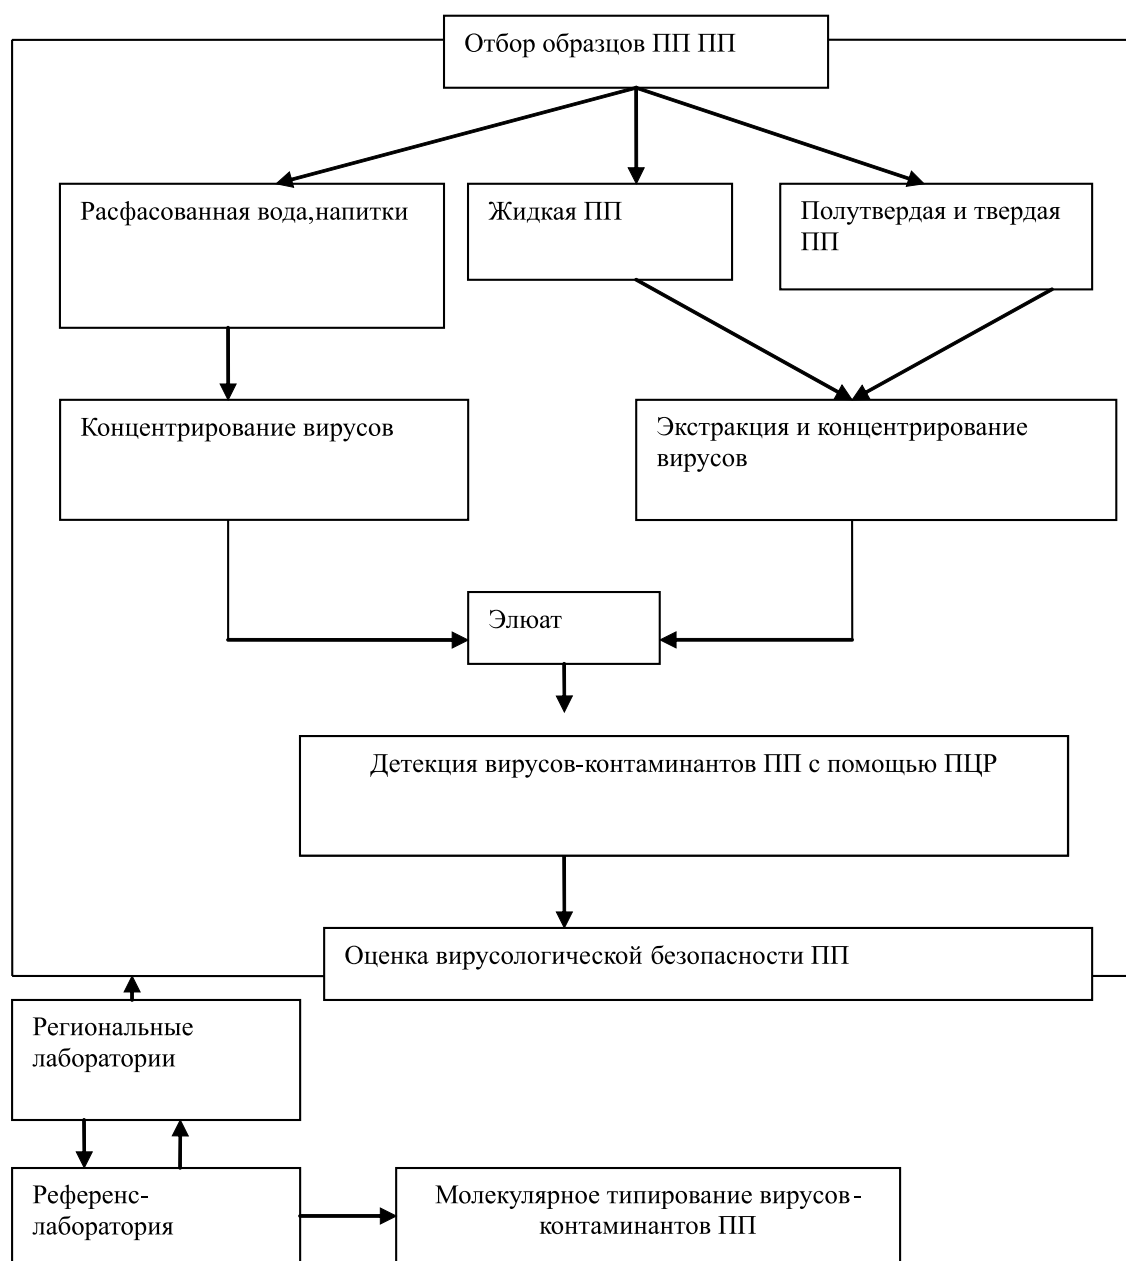 Отбор образцов ПП ПП
Расфасованная вода,напитки
Жидкая ПП
Полутвердая и твердая
ПП
Концентрирование вирусов
Экстракция и концентрирование
вирусов
Элюат
Детекция вирусов-контаминантов ПП с помощью ПЦР
Оценка вирусологической безопасности ПП
Региональные
лаборатории
Референс-
лаборатория
Молекулярное типирование вирусов-
контаминантов ПП